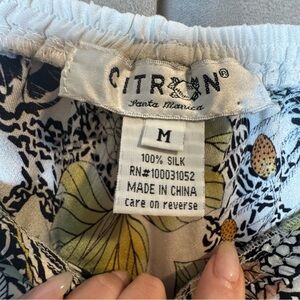 CITRON®
Santa Monica
M
100% SILK
RN#100031052
MADE IN CHINA
care on reverse